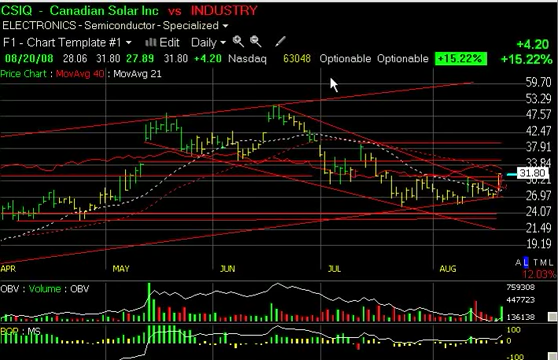 CSIQ - Canadian Solar Inc vs INDUSTRY
ELECTRONICS - Semiconductor - Specialized
F1 - Chart Template #1 Edit Daily
+4.20
08/20/08 28.06 31.80 27.89 31.80 +4.20 Nasdaq 63048 Optionable Optionable +15.22% +15.22%
Price Chart : MovAvg 40 : MovAvg 21
59.70
53.29
47.57
42.47
37.91
33.84
31.80
30.21
26.97
24.07
21.49
19.19
APR MAY JUN JUL AUG A L T M L
12.03%
OBV : Volume : OBV
759308
447723
136138
BOP : MS
100
0
-100